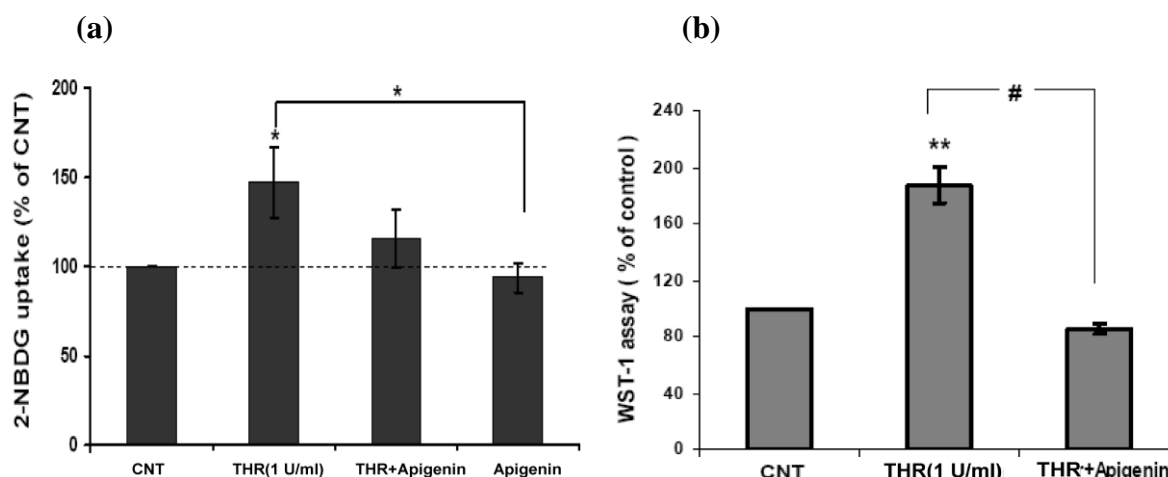 (a)
(b)
2-NBDG uptake (% of CNT)
200
150
100
50
0
*
*
CNT
THR(1 U/ml)
THR+Apigenin
Apigenin
WST-1 assay ( % of control)
240
200
160
120
80
40
0
#
**
CNT
THR(1 U/ml)
THR+Apigenin